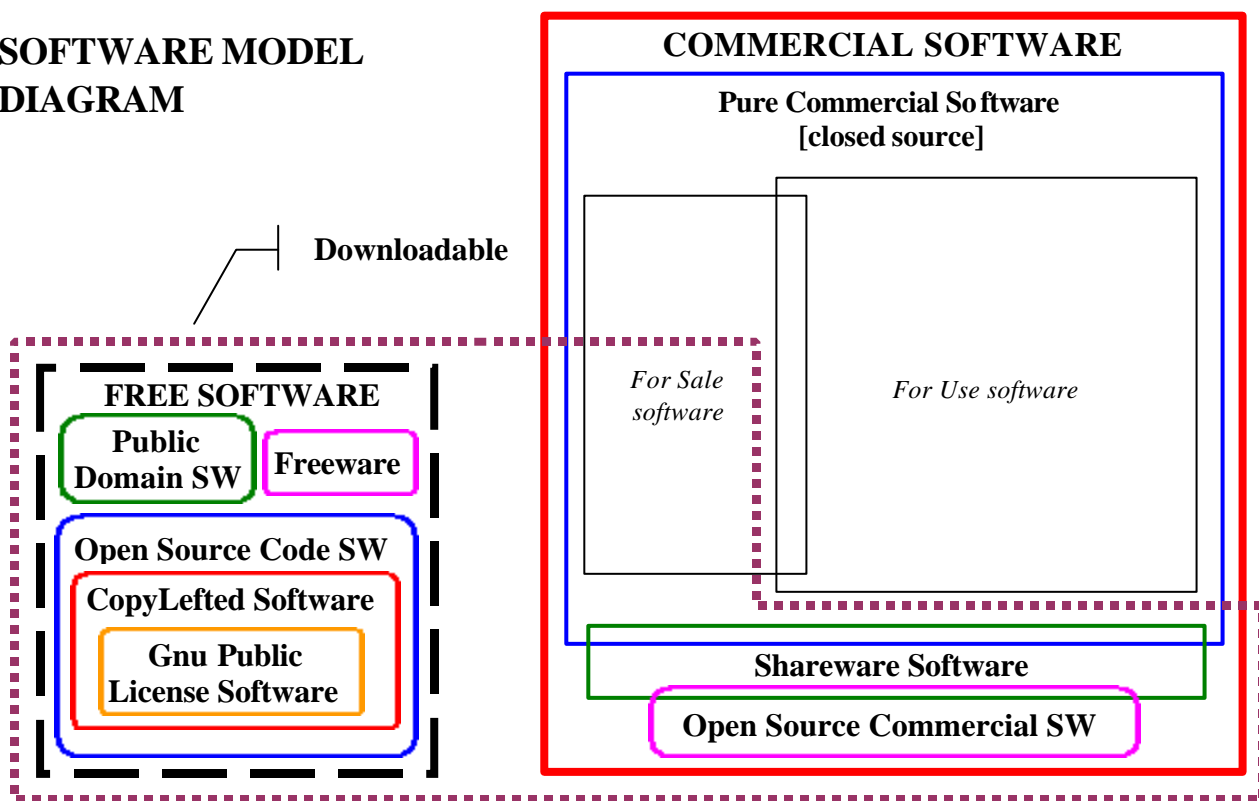 SOFTWARE MODEL
DIAGRAM
COMMERCIAL SOFTWARE
Pure Commercial Software
[closed source]
Downloadable
For Sale
software
For Use software
FREE SOFTWARE
Public
Domain SW
Freeware
Open Source Code SW
CopyLefted Software
Gnu Public
License Software
Shareware Software
Open Source Commercial SW